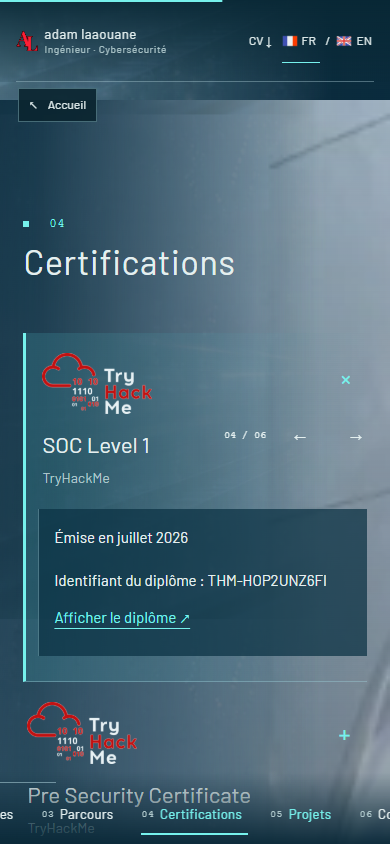 adam laaouane
Ingénieur · Cybersécurité
CV ↓ FR / EN
↖ Accueil
04
Certifications
Try
Hack
Me
×
SOC Level 1
04 / 06 ← →
TryHackMe
Émise en juillet 2026
Identifiant du diplôme : THM-HOP2UNZ6FI
Afficher le diplôme ↗
Try
Hack
Me
+
Pre Security Certificate
TryHackMe
es 03 Parcours 04 Certifications 05 Projets 06 Co